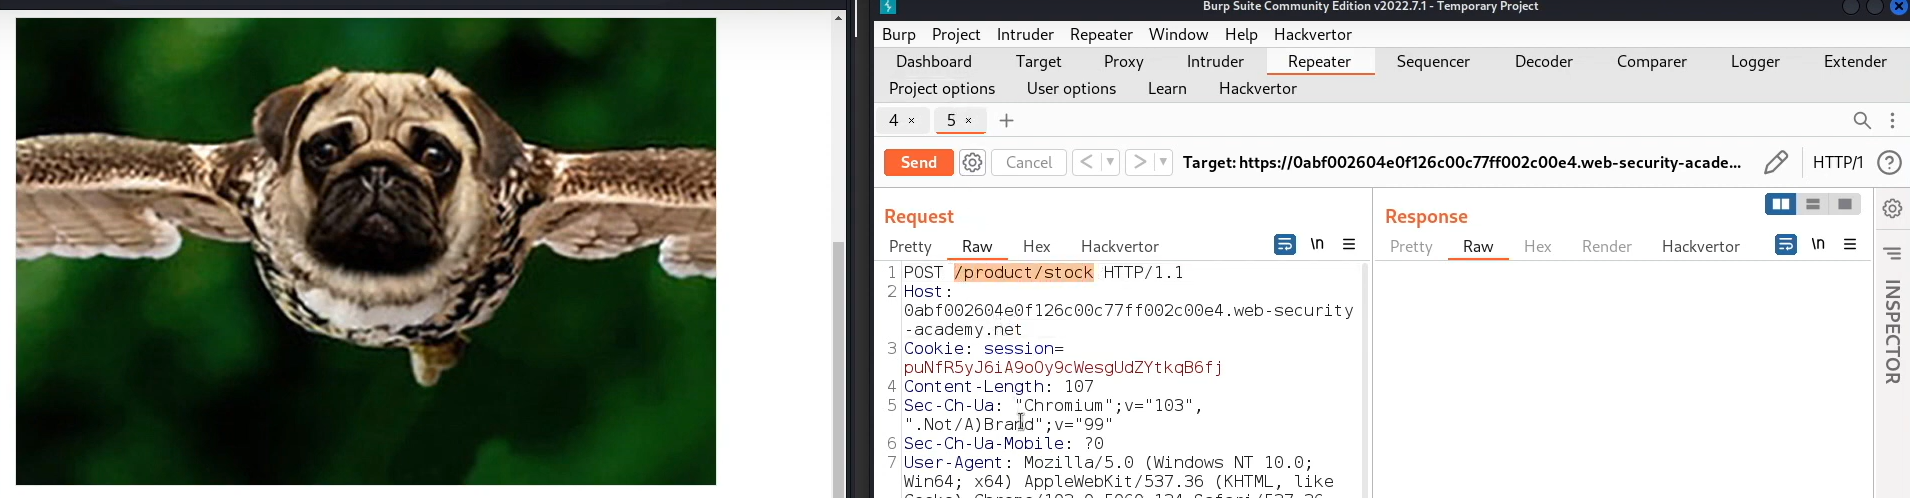 Burp Suite Community Edition v2022.7.1 - Temporary Project
Burp Project Intruder Repeater Window Help Hackvertor
Dashboard Target Proxy Intruder Repeater Sequencer Decoder Comparer Logger Extender
Project options User options Learn Hackvertor
4 × 5 × +
Send Cancel < > Target: https://0abf002604e0f126c00c77ff002c00e4.web-security-acade... HTTP/1 ?
Request
Pretty Raw Hex Hackvertor \n
1 POST /product/stock HTTP/1.1
2 Host:
0abf002604e0f126c00c77ff002c00e4.web-security
-academy.net
3 Cookie: session=
puNfR5yJ6iA9oOy9cWesgUdZYtkqB6fj
4 Content-Length: 107
5 Sec-Ch-Ua: "Chromium";v="103",
".Not/A)Brand";v="99"
6 Sec-Ch-Ua-Mobile: ?0
7 User-Agent: Mozilla/5.0 (Windows NT 10.0;
Win64; x64) AppleWebKit/537.36 (KHTML, like
Response
Pretty Raw Hex Render Hackvertor \n
INSPECTOR